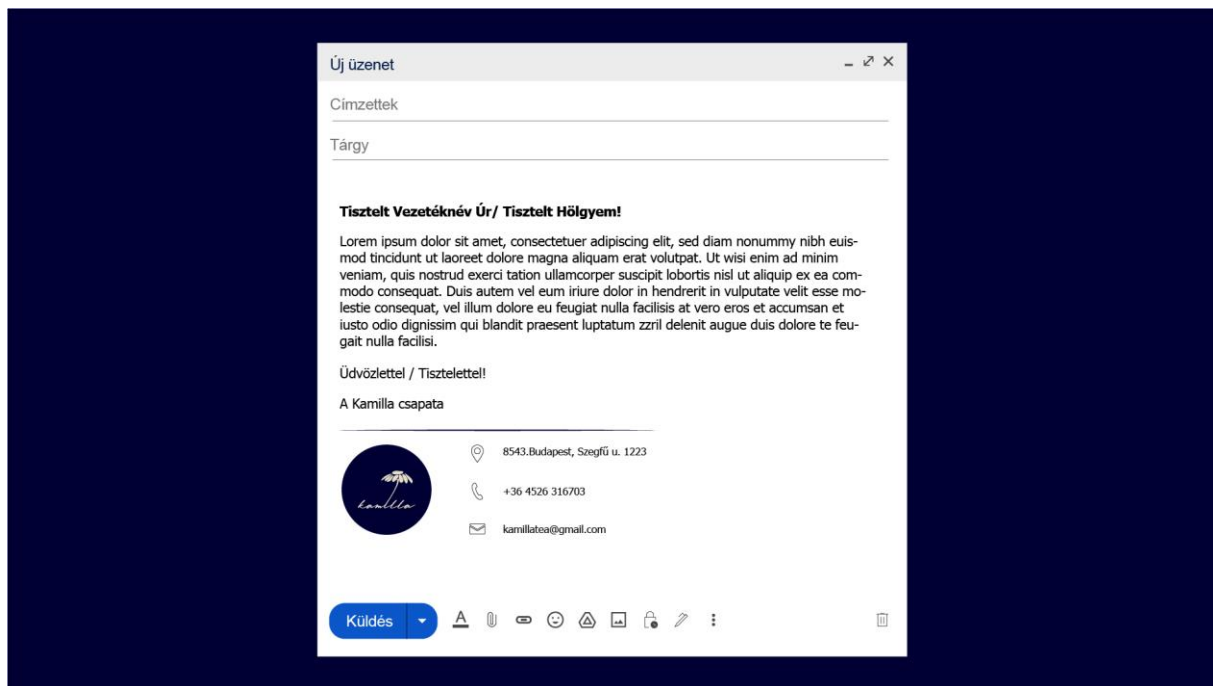 Új üzenet
Címzettek
Tárgy
Tisztelt Vezetéknév Úr/ Tisztelt Hölgyem!
Lorem ipsum dolor sit amet, consectetuer adipiscing elit, sed diam nonummy nibh euis-
mod tincidunt ut laoreet dolore magna aliquam erat volutpat. Ut wisi enim ad minim
veniam, quis nostrud exerci tation ullamcorper suscipit lobortis nisl ut aliquip ex ea com-
modo consequat. Duis autem vel eum iriure dolor in hendrerit in vulputate velit esse mo-
lestie consequat, vel illum dolore eu feugiat nulla facilisis at vero eros et accumsan et
iusto odio dignissim qui blandit praesent luptatum zzril delenit augue duis dolore te feu-
gait nulla facilisi.
Üdvözlettel / Tisztelettel!
A Kamilla csapata
kamilla
8543.Budapest, Szegfű u. 1223
+36 4526 316703
kamillatea@gmail.com
Küldés